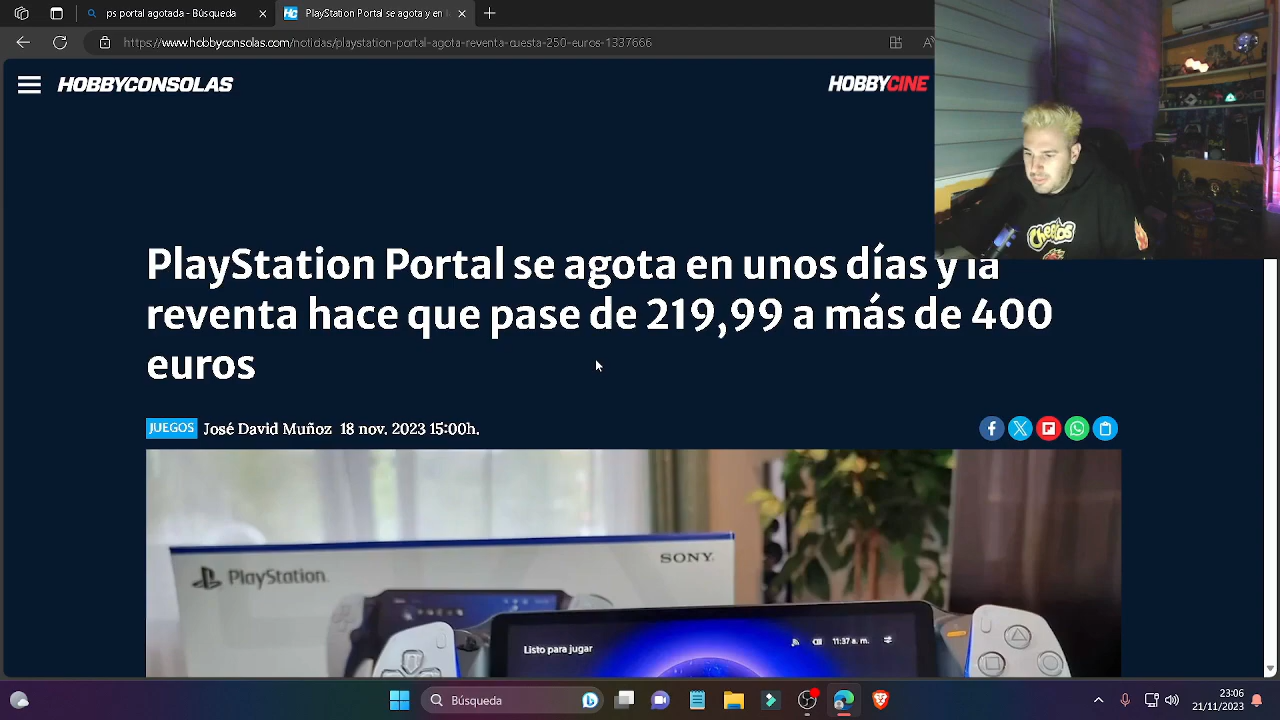 ps portal agotada - Búsqueda
PlayStation Portal se agota y en
https://www.hobbyconsolas.com/noticias/playstation-portal-agota-reventa-cuesta-250-euros-1337666
HOBBYCONSOLAS
HOBBYCINE
Cheetos
PlayStation Portal se agota en unos días y la
reventa hace que pase de 219,99 a más de 400
euros
JUEGOS José David Muñoz 18 nov. 2023 15:00h.
SONY
PlayStation
Listo para jugar
11:37 a. m.
Búsqueda
23:06
21/11/2023